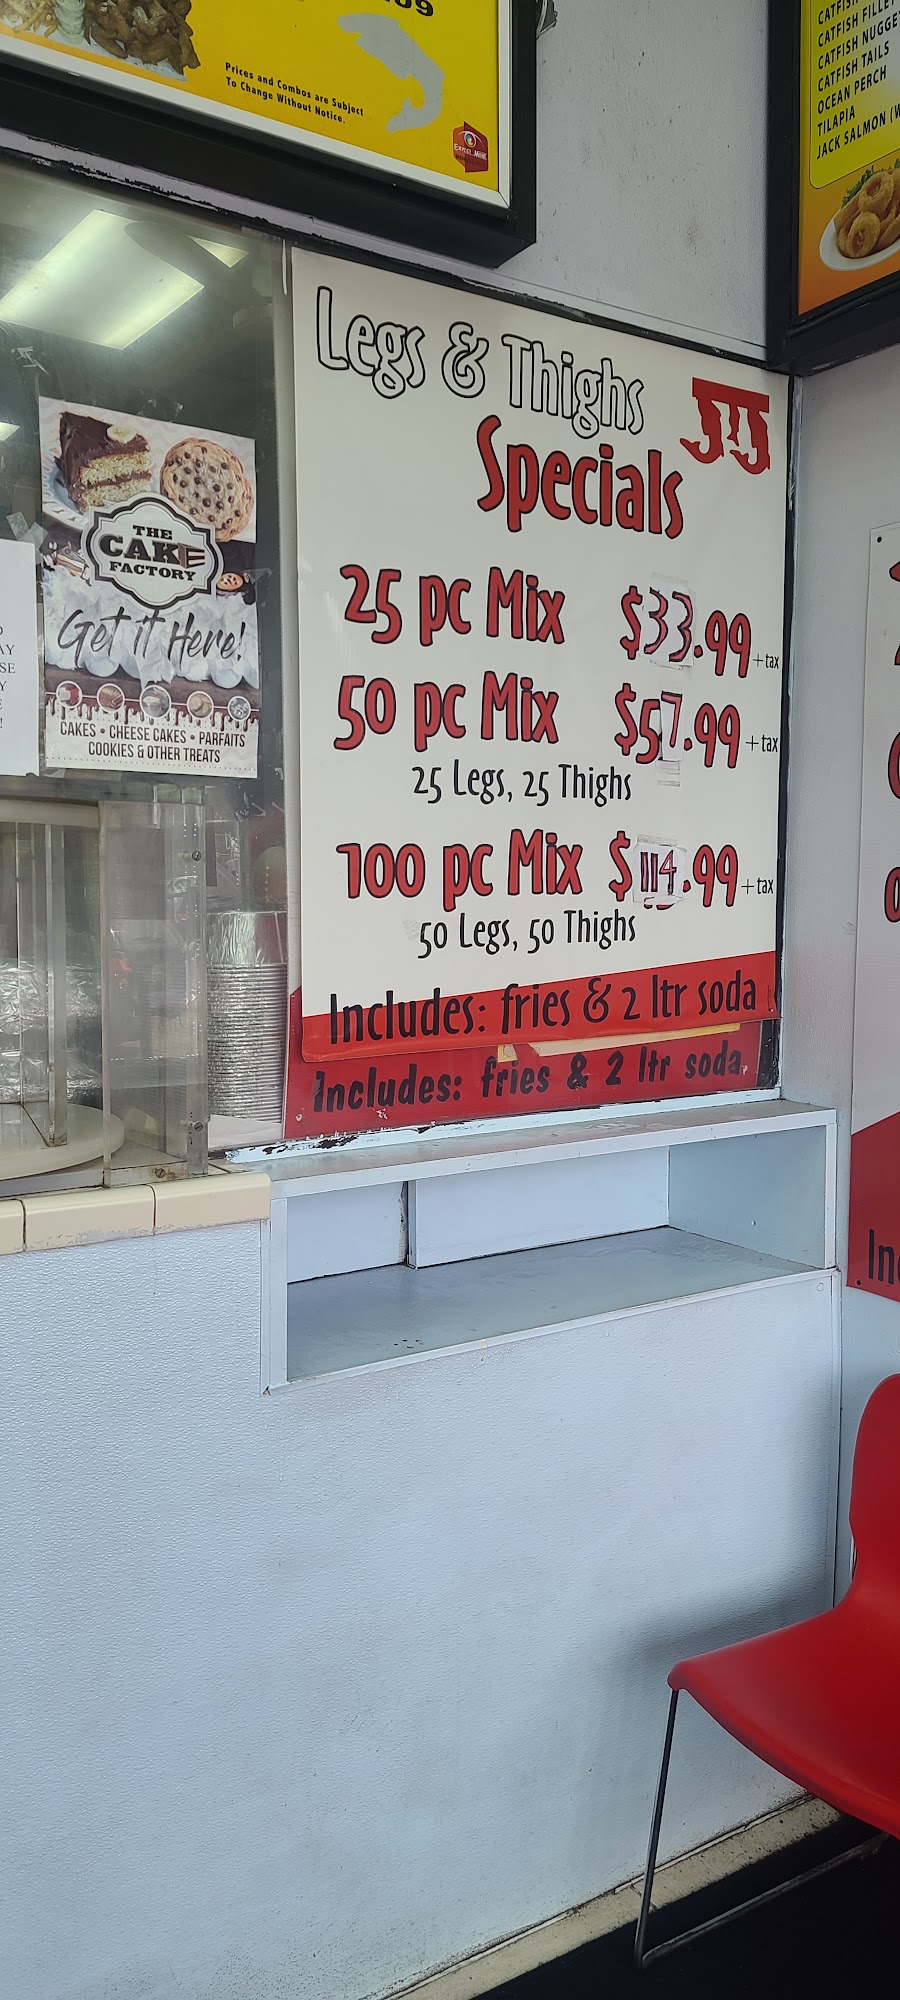 Prices and Combos are Subject
To Change Without Notice.
CATFISH FILLET
CATFISH NUGGE
CATFISH TAILS
OCEAN PERCH
TILAPIA
JACK SALMON (W
Legs & Thighs
Specials
JJ'S
25 pc Mix $33.99 + tax
50 pc Mix $57.99 + tax
25 Legs, 25 Thighs
100 pc Mix $114.99 + tax
50 Legs, 50 Thighs
Includes: fries & 2 ltr soda
Includes: fries & 2 ltr soda
THE
CAKE
FACTORY
Get it Here!
CAKES • CHEESE CAKES • PARFAITS
COOKIES & OTHER TREATS